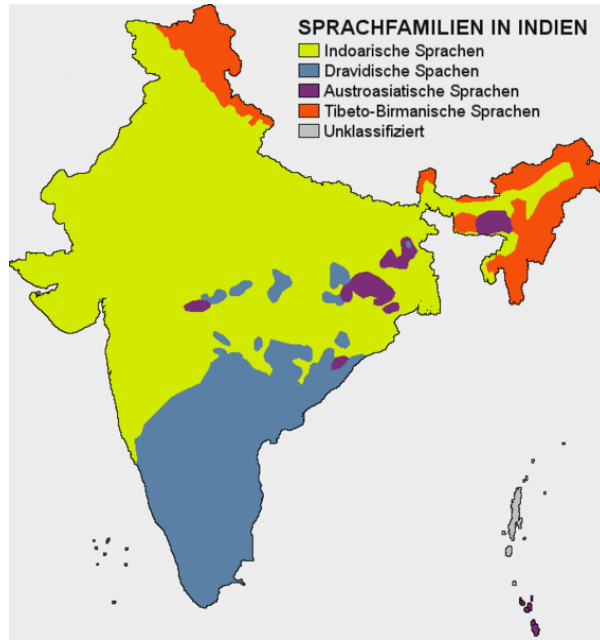 SPRACHFAMILIEN IN INDIEN
Indoarische Sprachen
Dravidische Spachen
Austroasiatische Sprachen
Tibeto-Birmanische Sprachen
Unklassifiziert